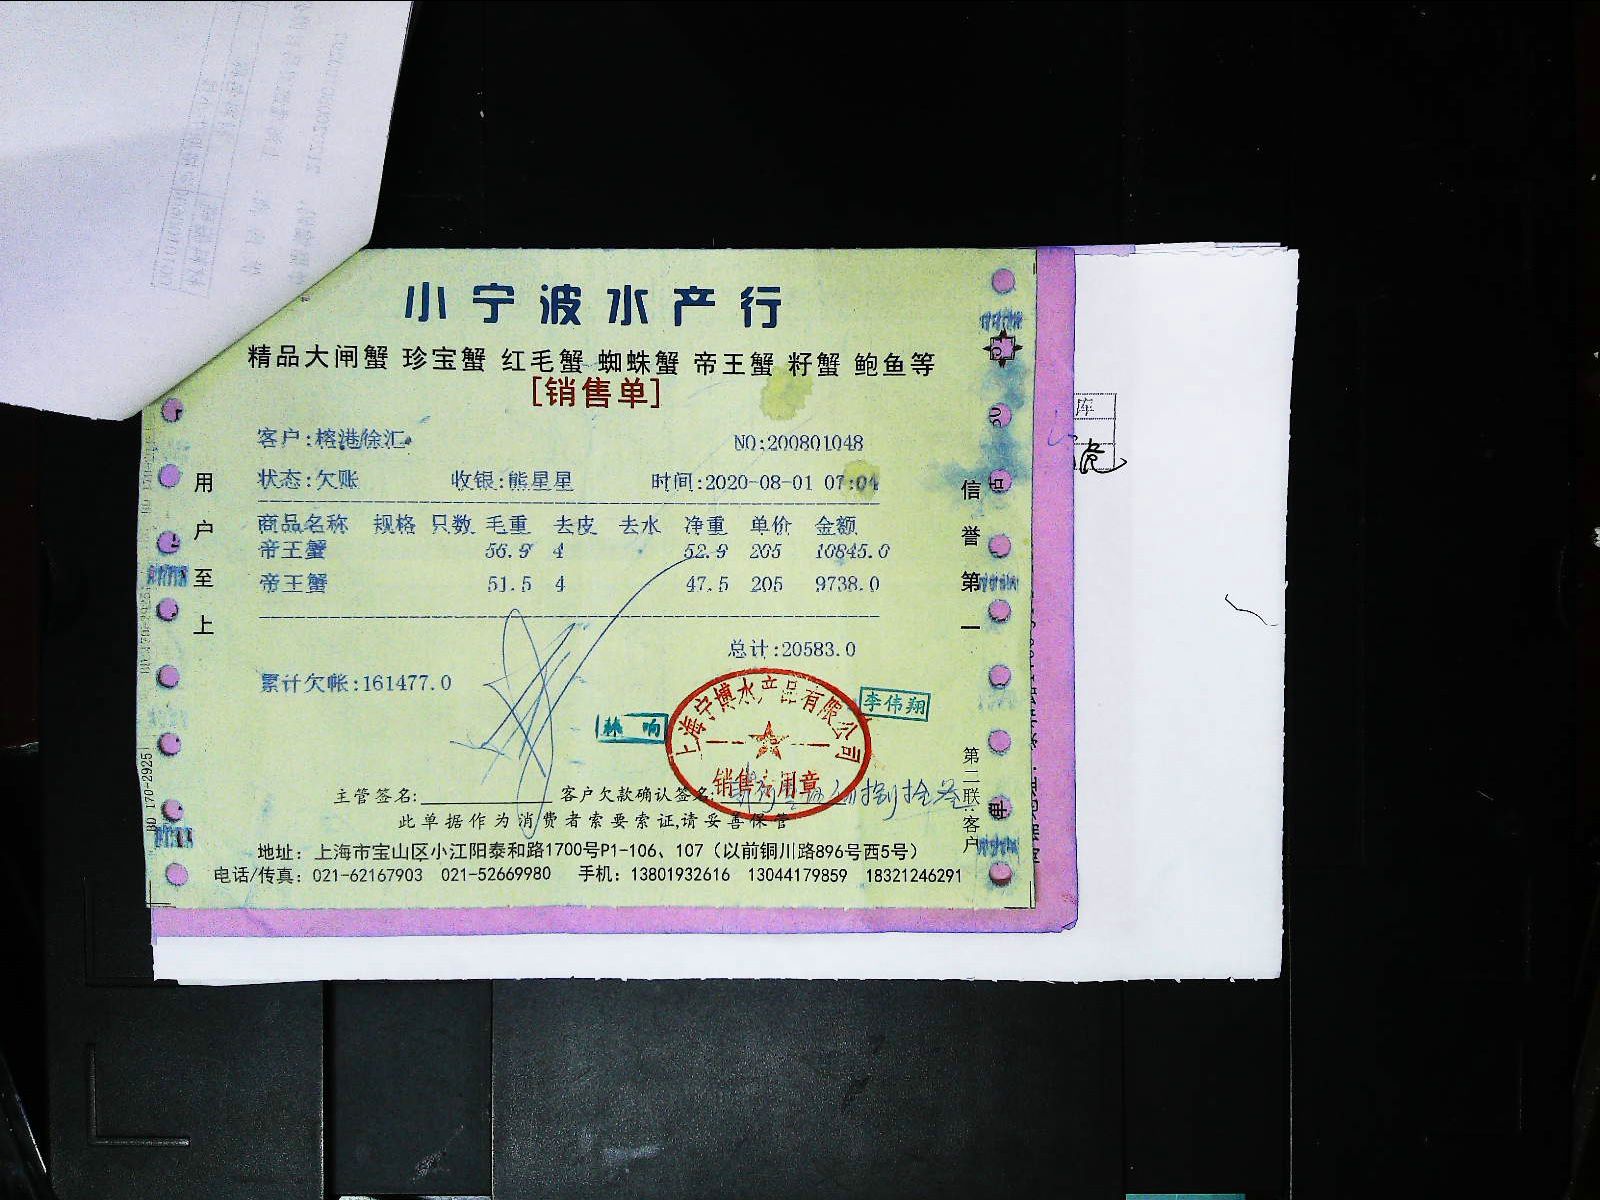 小宁波水产行
精品大闸蟹 珍宝蟹 红毛蟹 蜘蛛蟹 帝王蟹 籽蟹 鲍鱼等
[销售单]
客户:榕港徐汇
NO:200801048
状态:欠账 收银:熊星星 时间:2020-08-01 07:04
商品名称 规格 只数 毛重 去皮 去水 净重 单价 金额
帝王蟹 56.9 4 52.9 205 10845.0
帝王蟹 51.5 4 47.5 205 9738.0
总计:20583.0
累计欠帐:161477.0
用户至上
信誉第一
李伟翔
上海宁博水产品有限公司
销售专用章
主管签名: 客户欠款确认签名:
此单据作为消费者索要索证,请妥善保管
地址：上海市宝山区小江阳泰和路1700号P1-106、107（以前铜川路896号西5号）
电话/传真：021-62167903 021-52669980 手机：13801932616 13044179859 18321246291
第二联:客户
BD 170-2925
库